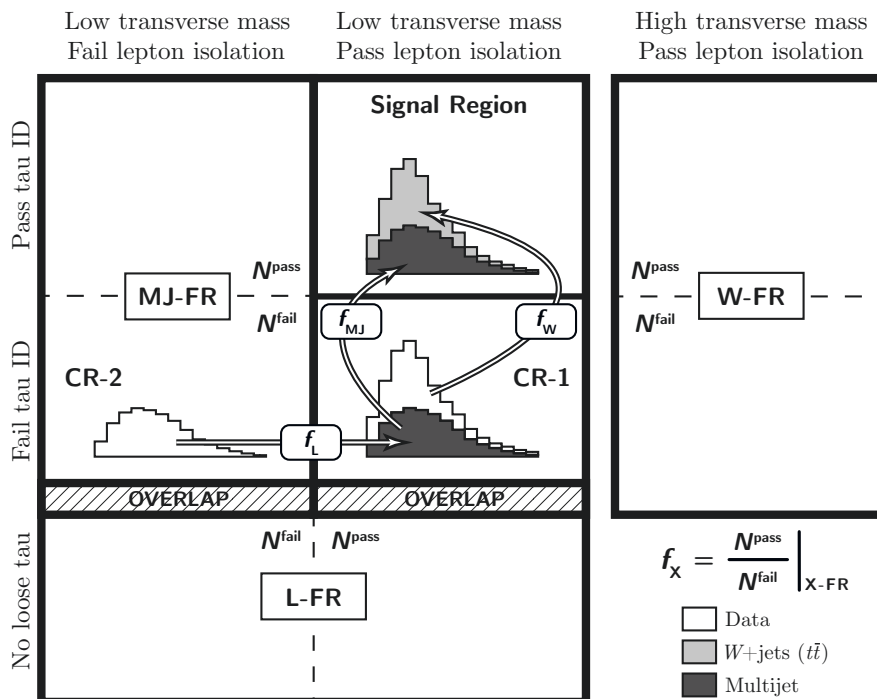 Low transverse mass
Fail lepton isolation
Low transverse mass
Pass lepton isolation
High transverse mass
Pass lepton isolation
Pass tau ID
Signal Region
MJ-FR
N^pass
N^fail
f_MJ
f_W
N^pass
N^fail
W-FR
Fail tau ID
CR-2
CR-1
f_L
OVERLAP
OVERLAP
No loose tau
N^fail
N^pass
L-FR
f_X = N^pass / N^fail |_X-FR
Data
W+jets (tt̄)
Multijet